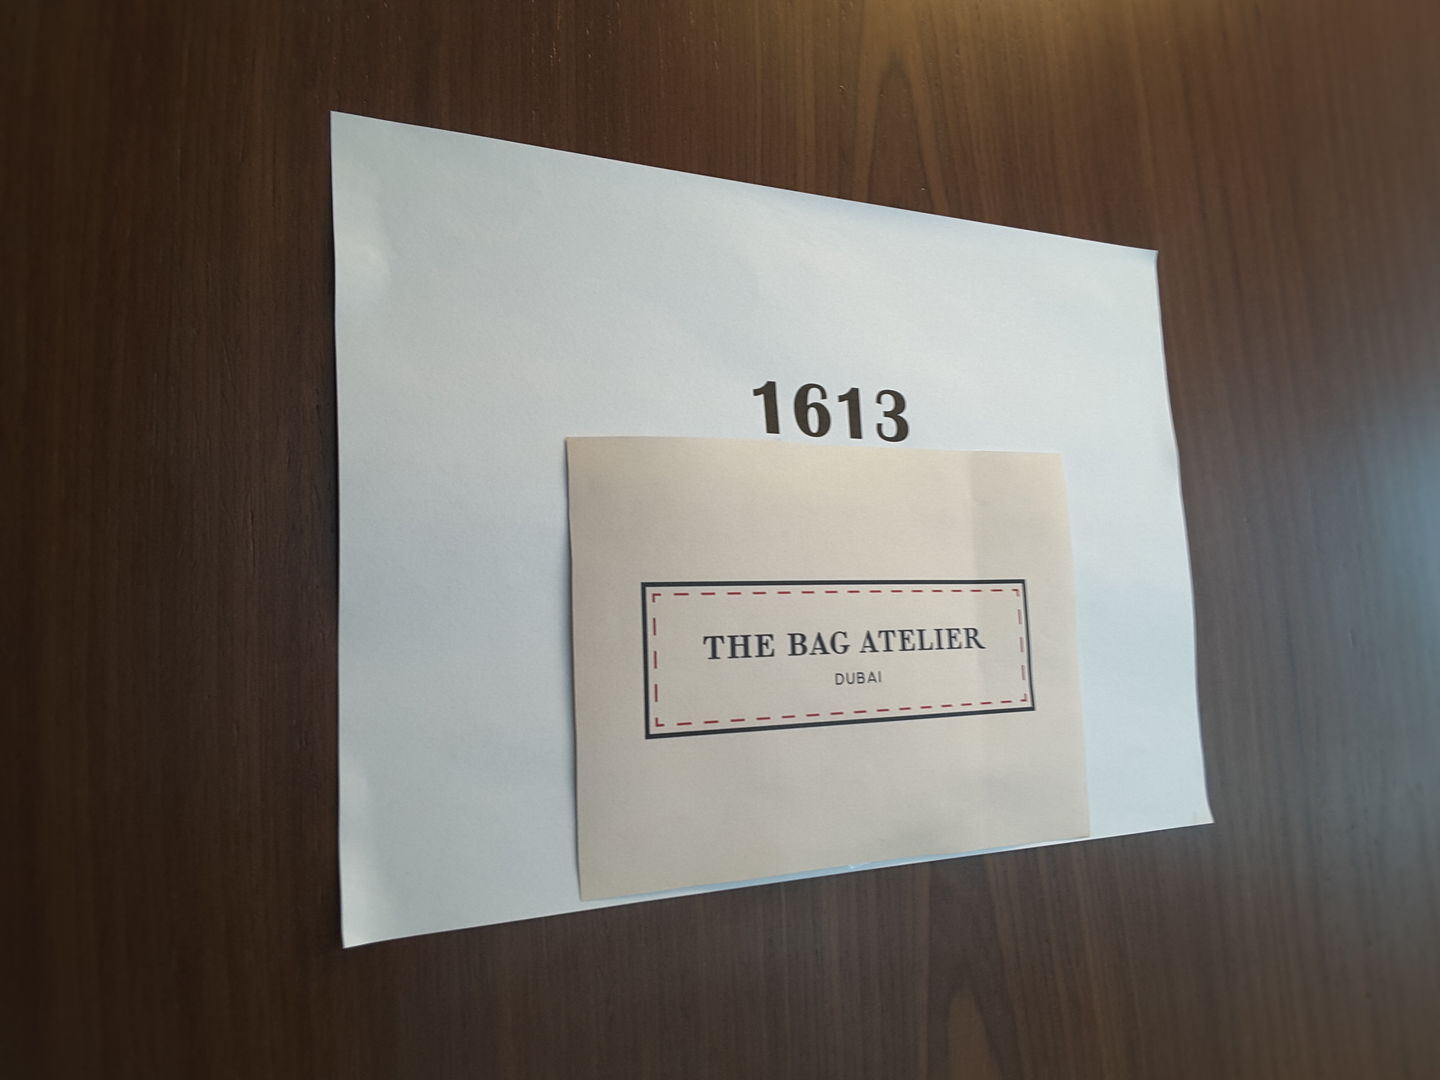 1613
THE BAG ATELIER
DUBAI